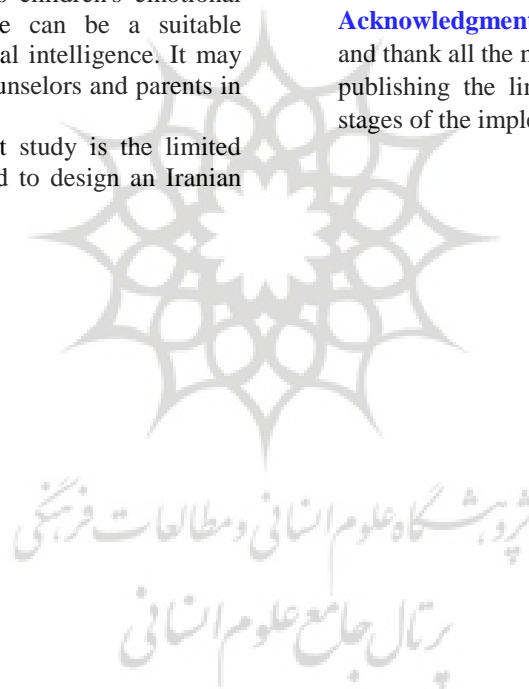 s children's emotional
e can be a suitable
al intelligence. It may
unselors and parents in
t study is the limited
d to design an Iranian
Acknowledgment
and thank all the
publishing the
stages of the
پژوهشگاه علوم انسانی و مطالعات فرهنگی
پرتال جامع علوم انسانی